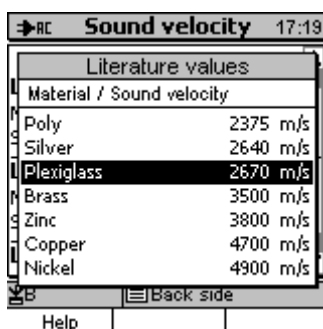 AC Sound velocity 17:19
Literature values
Material / Sound velocity
Poly 2375 m/s
Silver 2640 m/s
Plexiglass 2670 m/s
Brass 3500 m/s
Zinc 3800 m/s
Copper 4700 m/s
Nickel 4900 m/s
B Back side
Help